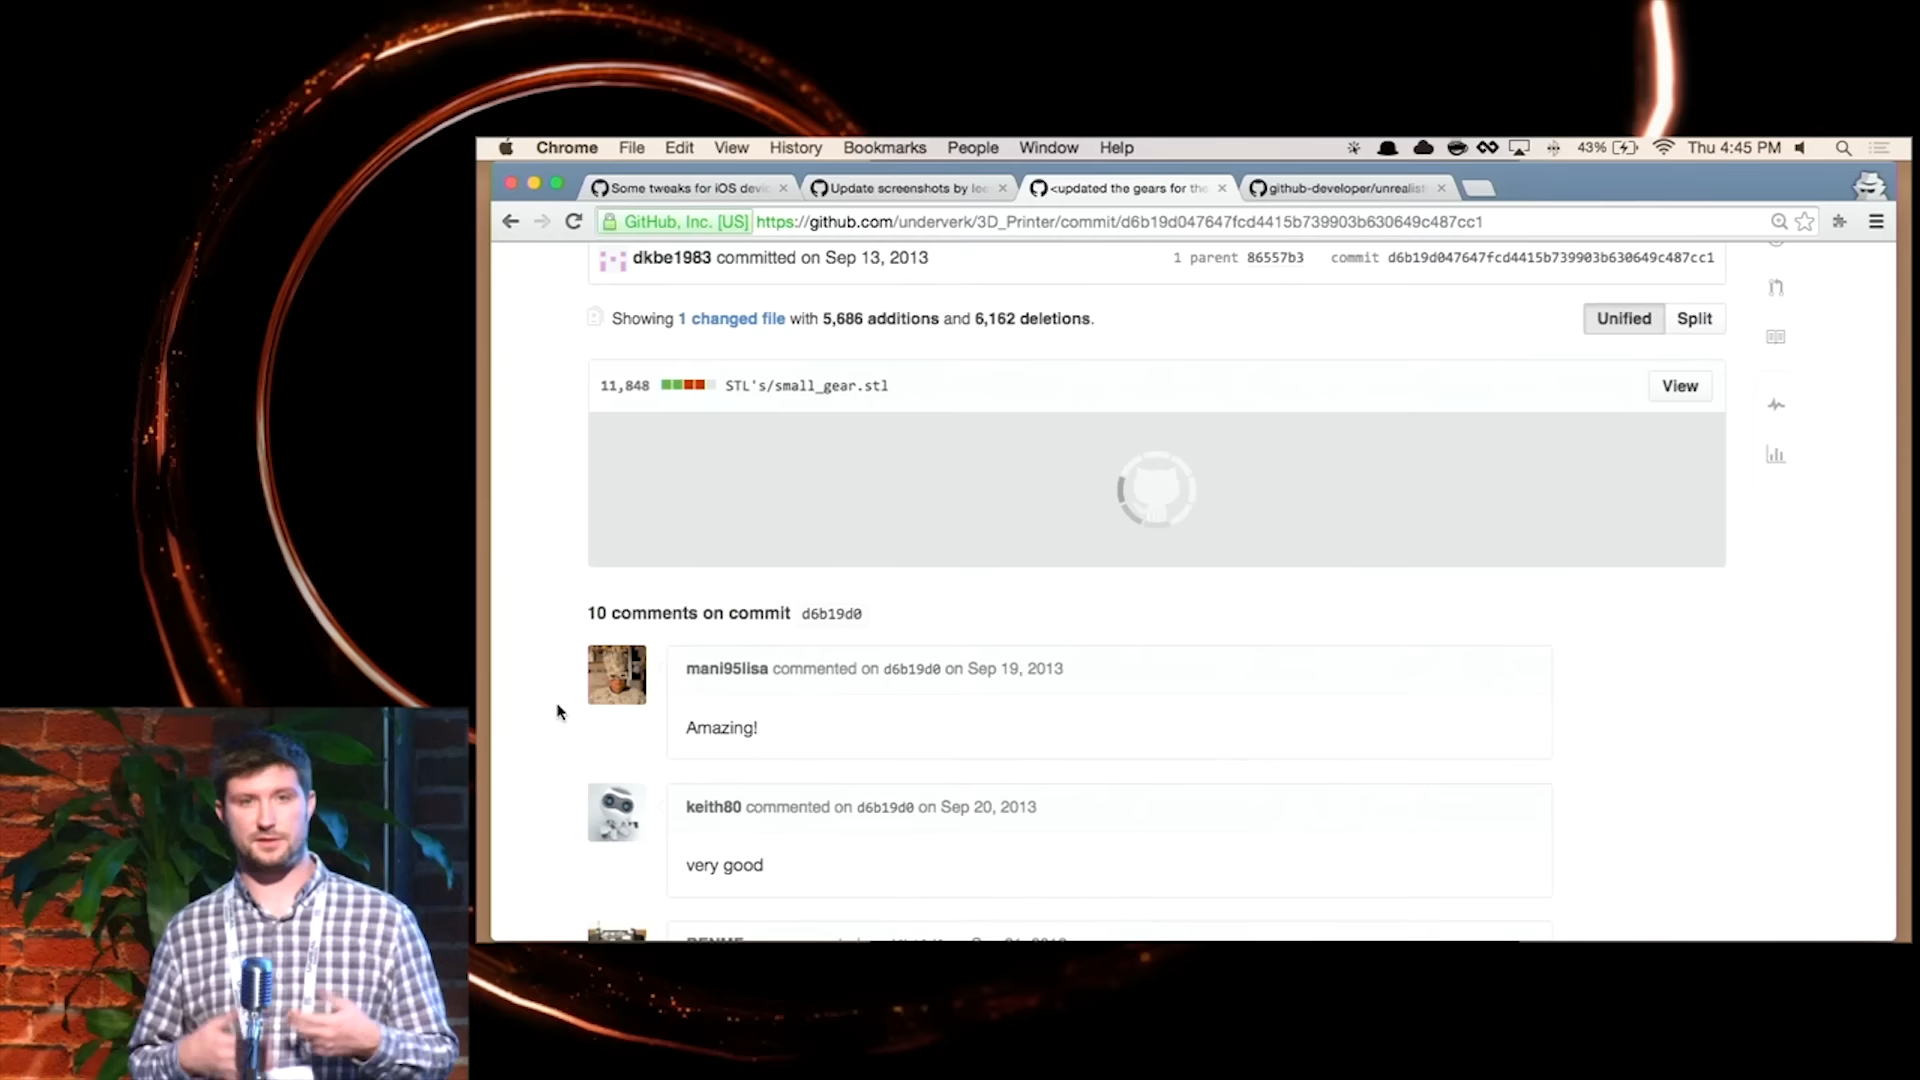 Chrome File Edit View History Bookmarks People Window Help 43% Thu 4:45 PM
Some tweaks for iOS devic Update screenshots by lee <updated the gears for the github-developer/unrealist
GitHub, Inc. [US] https://github.com/underverk/3D_Printer/commit/d6b19d047647fcd4415b739903b630649c487cc1
dkbe1983 committed on Sep 13, 2013 1 parent 86557b3 commit d6b19d047647fcd4415b739903b630649c487cc1
Showing 1 changed file with 5,686 additions and 6,162 deletions. Unified Split
11,848 STL's/small_gear.stl View
10 comments on commit d6b19d0
mani95lisa commented on d6b19d0 on Sep 19, 2013
Amazing!
keith80 commented on d6b19d0 on Sep 20, 2013
very good